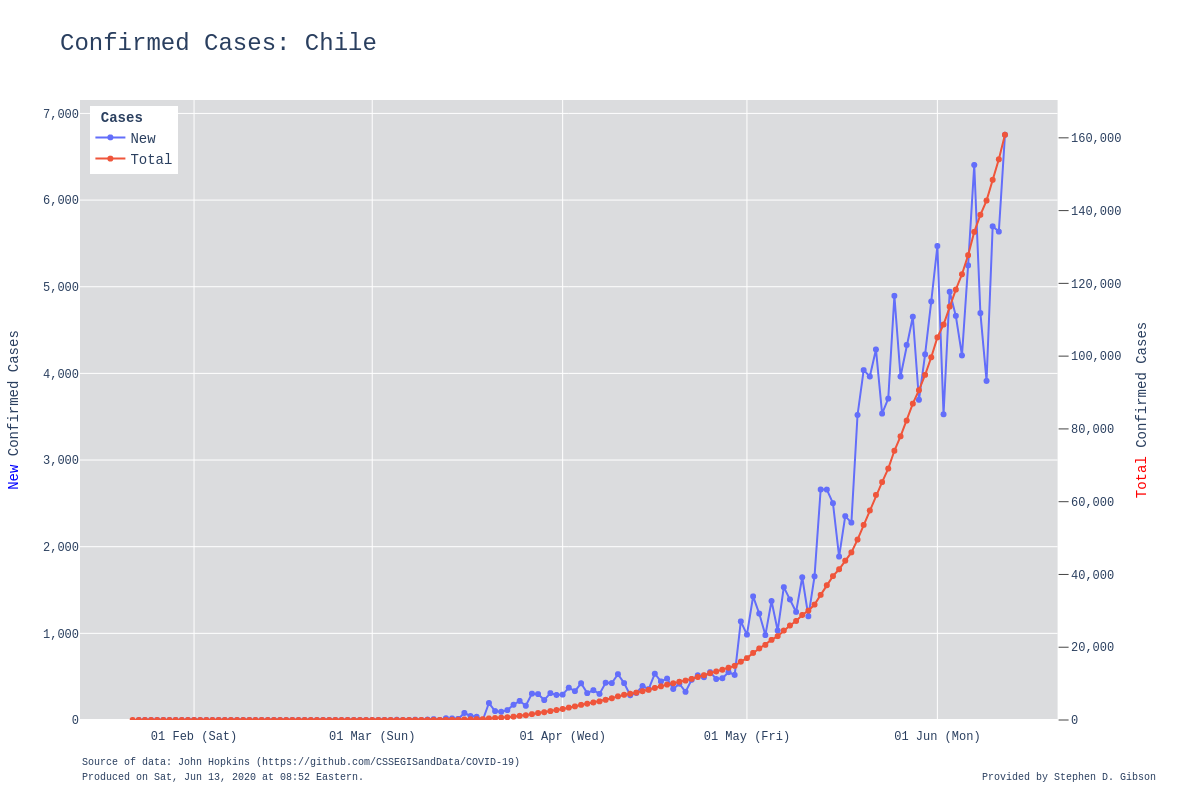 Confirmed Cases: Chile
Cases
New
Total
7,000
6,000
5,000
4,000
3,000
2,000
1,000
0
New Confirmed Cases
160,000
140,000
120,000
100,000
80,000
60,000
40,000
20,000
0
Total Confirmed Cases
01 Feb (Sat)
01 Mar (Sun)
01 Apr (Wed)
01 May (Fri)
01 Jun (Mon)
Source of data: John Hopkins (https://github.com/CSSEGISandData/COVID-19)
Produced on Sat, Jun 13, 2020 at 08:52 Eastern.
Provided by Stephen D. Gibson